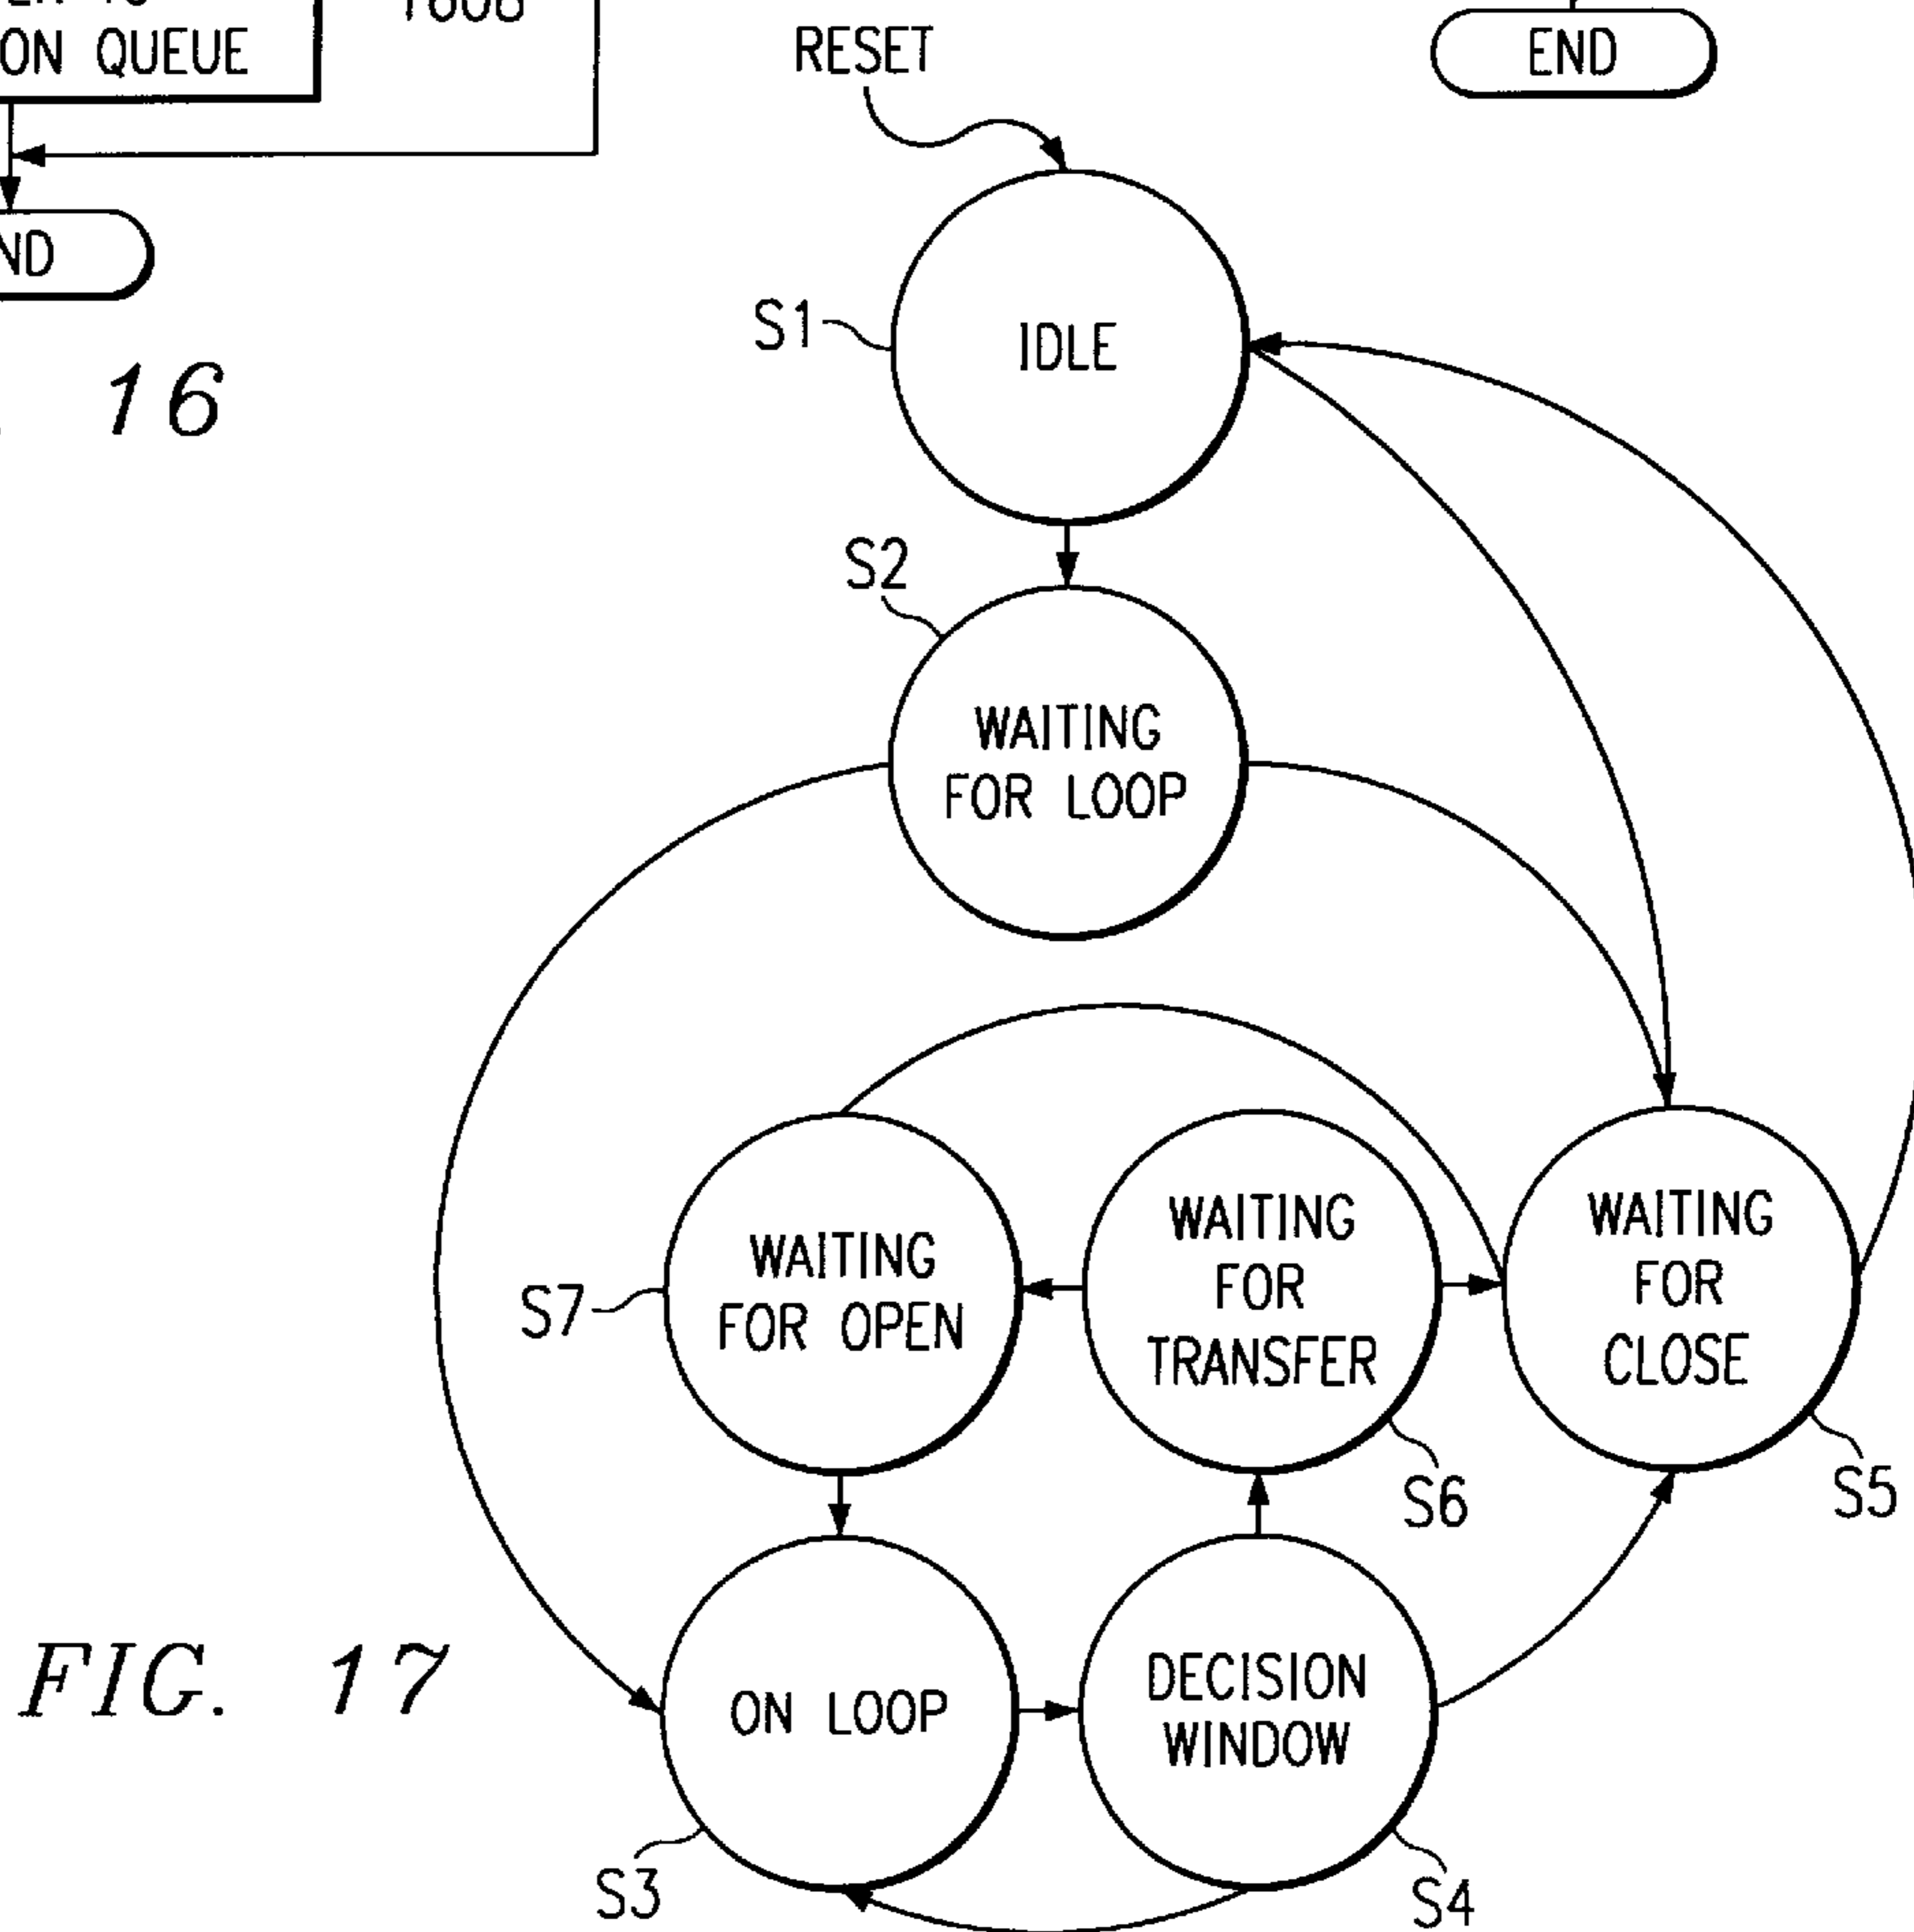 ON QUEUE
RESET
END
ND
S1
IDLE
16
S2
WAITING
FOR LOOP
WAITING
FOR OPEN
S7
WAITING
FOR
TRANSFER
S6
WAITING
FOR
CLOSE
S5
FIG. 17
ON LOOP
S3
DECISION
WINDOW
S4